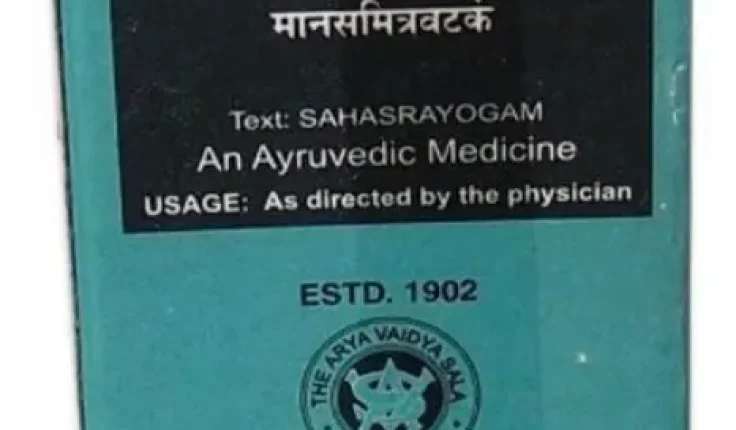 मानसमित्रवटकं
Text: SAHASRAYOGAM
An Ayruvedic Medicine
USAGE: As directed by the physician
ESTD. 1902
THE ARYA VAIDYA SALA